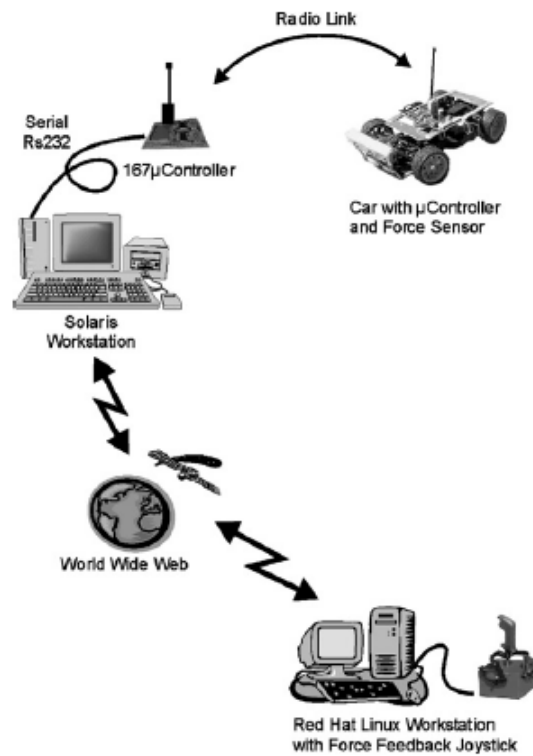 Radio Link
Serial
Rs232
167µController
Car with µController
and Force Sensor
Solaris
Workstation
World Wide Web
Red Hat Linux Workstation
with Force Feedback Joystick